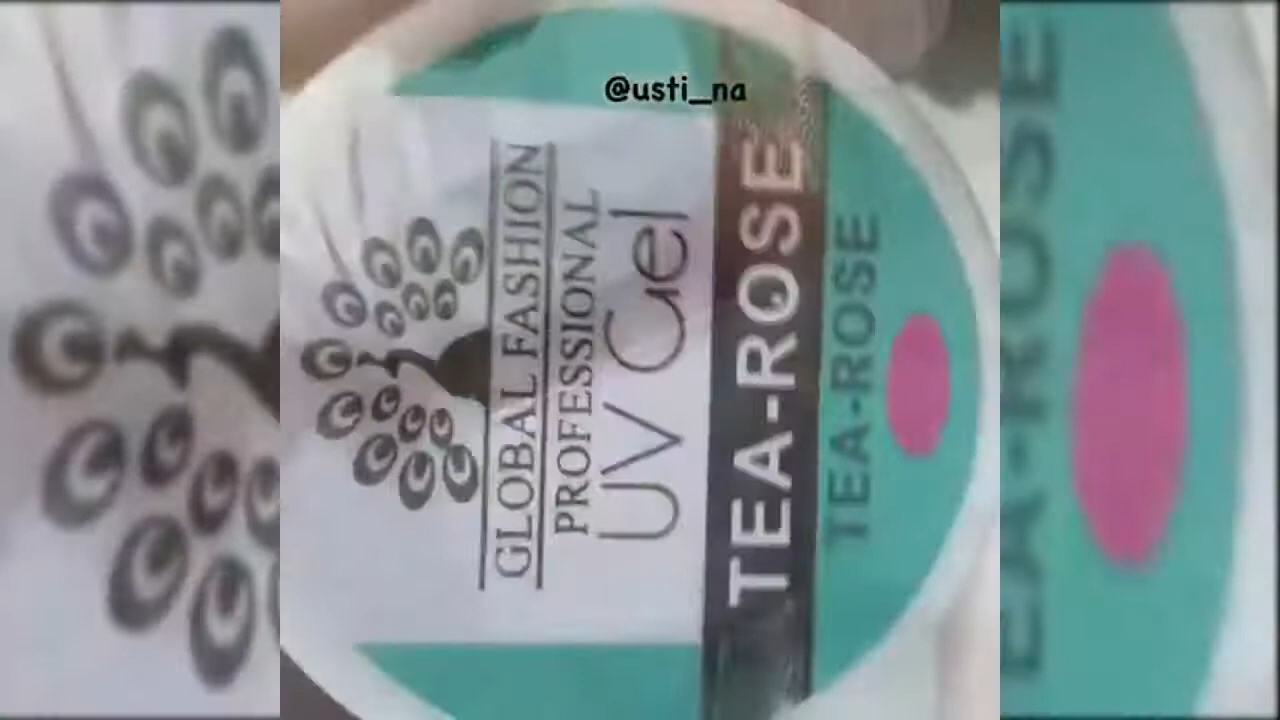 @usti_na
GLOBAL FASHION
PROFESSIONAL
UV Gel
TEA-ROSE
TEA-ROSE